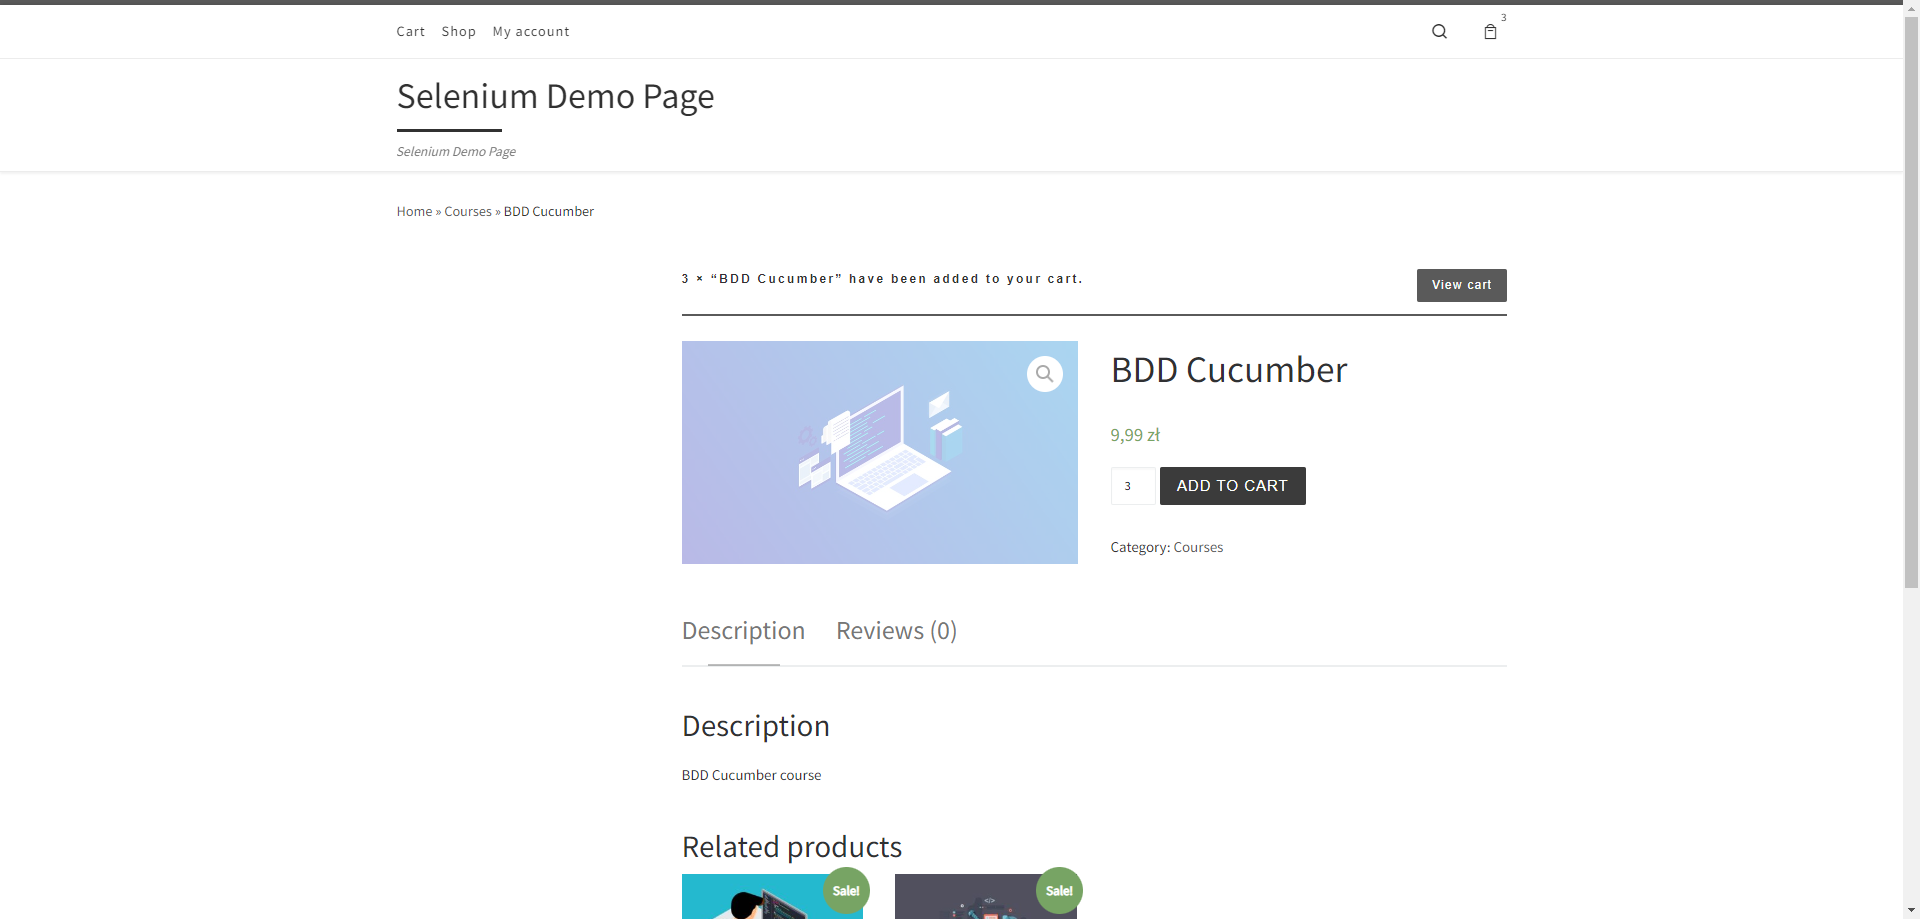 Cart Shop My account
3
Selenium Demo Page
Selenium Demo Page
Home » Courses » BDD Cucumber
3 × “BDD Cucumber” have been added to your cart.
View cart
BDD Cucumber
9,99 zł
3
ADD TO CART
Category: Courses
Description Reviews (0)
Description
BDD Cucumber course
Related products
Sale!
Sale!